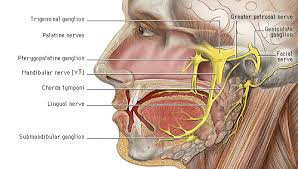 Trigeminal ganglion
Palatine nerves
Pterygopalatine ganglion
Mandibular nerve (V3)
Chorda tympani
Lingual nerve
Submandibular ganglion
Greater petrosal nerve
Geniculate
ganglion
Facial
nerve